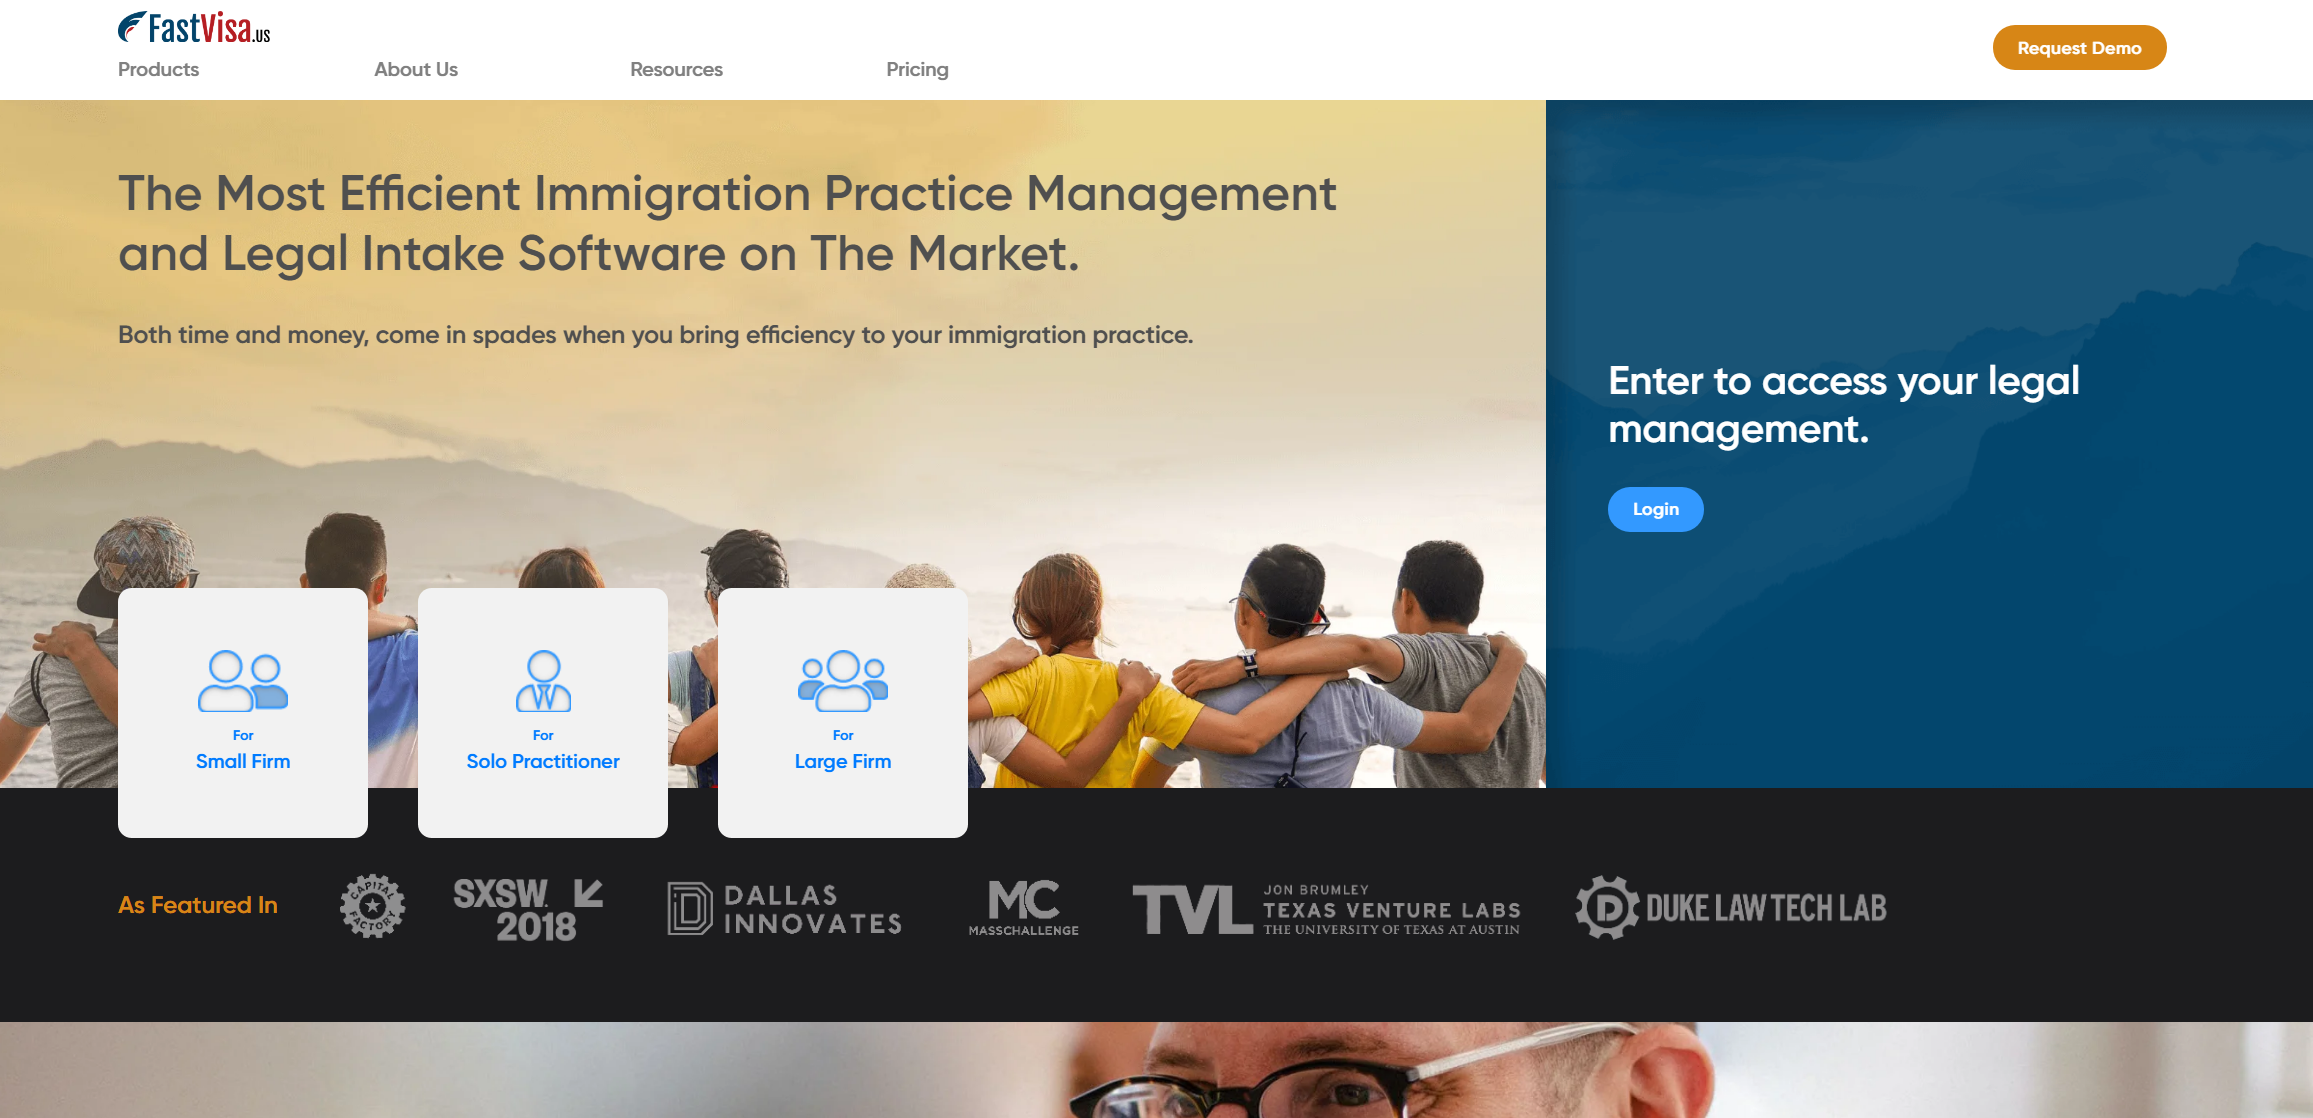 FastVisa.us
Request Demo
Products
About Us
Resources
Pricing
The Most Efficient Immigration Practice Management
and Legal Intake Software on The Market.
Both time and money, come in spades when you bring efficiency to your immigration practice.
Enter to access your legal
management.
Login
For
Small Firm
For
Solo Practitioner
For
Large Firm
As Featured In
CAPITAL
FACTORY
SXSW.
2018
DALLAS
INNOVATES
MC
MASSCHALLENGE
TVL
JON BRUMLEY
TEXAS VENTURE LABS
THE UNIVERSITY OF TEXAS AT AUSTIN
D DUKE LAW TECH LAB